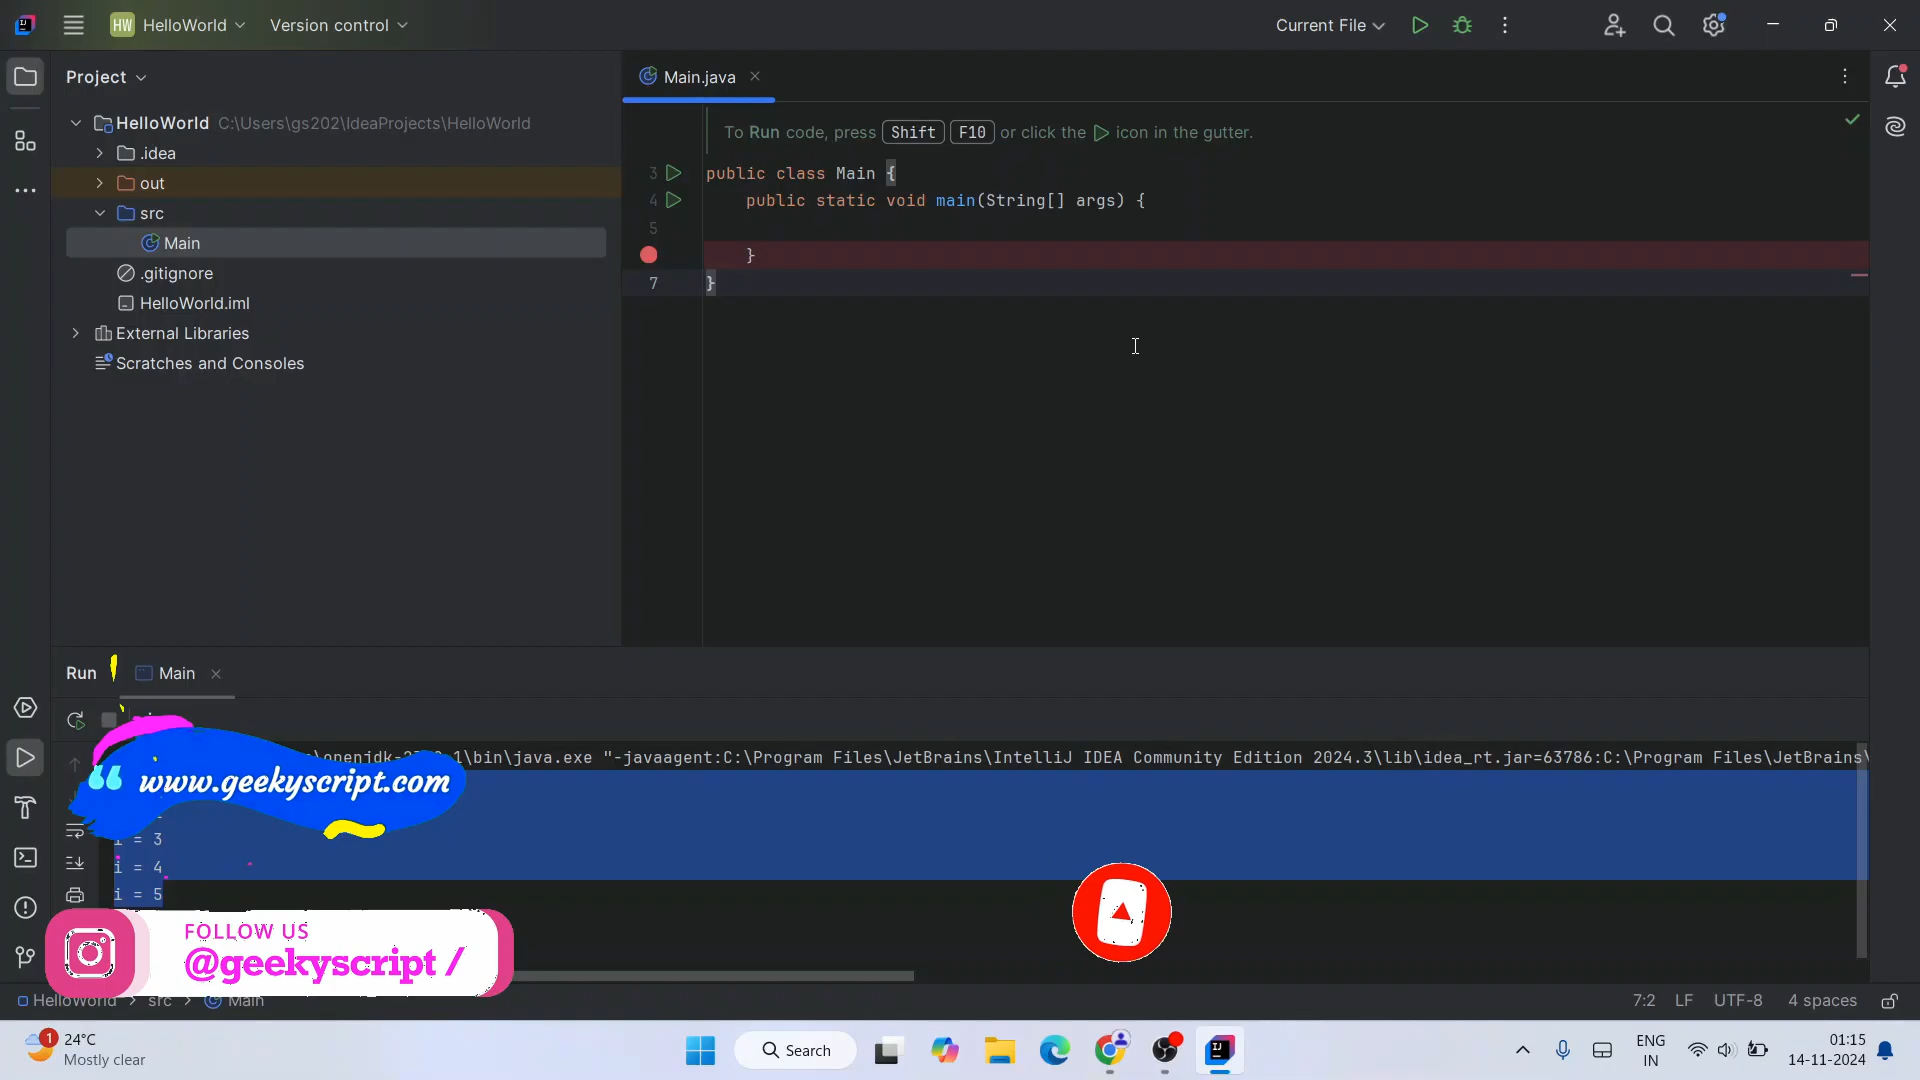 HW HelloWorld Version control Current File
Project
Main.java
HelloWorld C:\Users\gs202\IdeaProjects\HelloWorld
.idea
out
src
Main
.gitignore
HelloWorld.iml
External Libraries
Scratches and Consoles
To Run code, press Shift F10 or click the icon in the gutter.
3 public class Main {
4 public static void main(String[] args) {
5
}
7 }
Run Main
\bin\java.exe "-javaagent:C:\Program Files\JetBrains\IntelliJ IDEA Community Edition 2024.3\lib\idea_rt.jar=63786:C:\Program Files\JetBrains\
www.geekyscript.com
i = 3
i = 4
i = 5
FOLLOW US
@geekyscript /
HelloWorld > src > Main
7:2 LF UTF-8 4 spaces
1
24°C
Mostly clear
Search
ENG
IN
01:15
14-11-2024